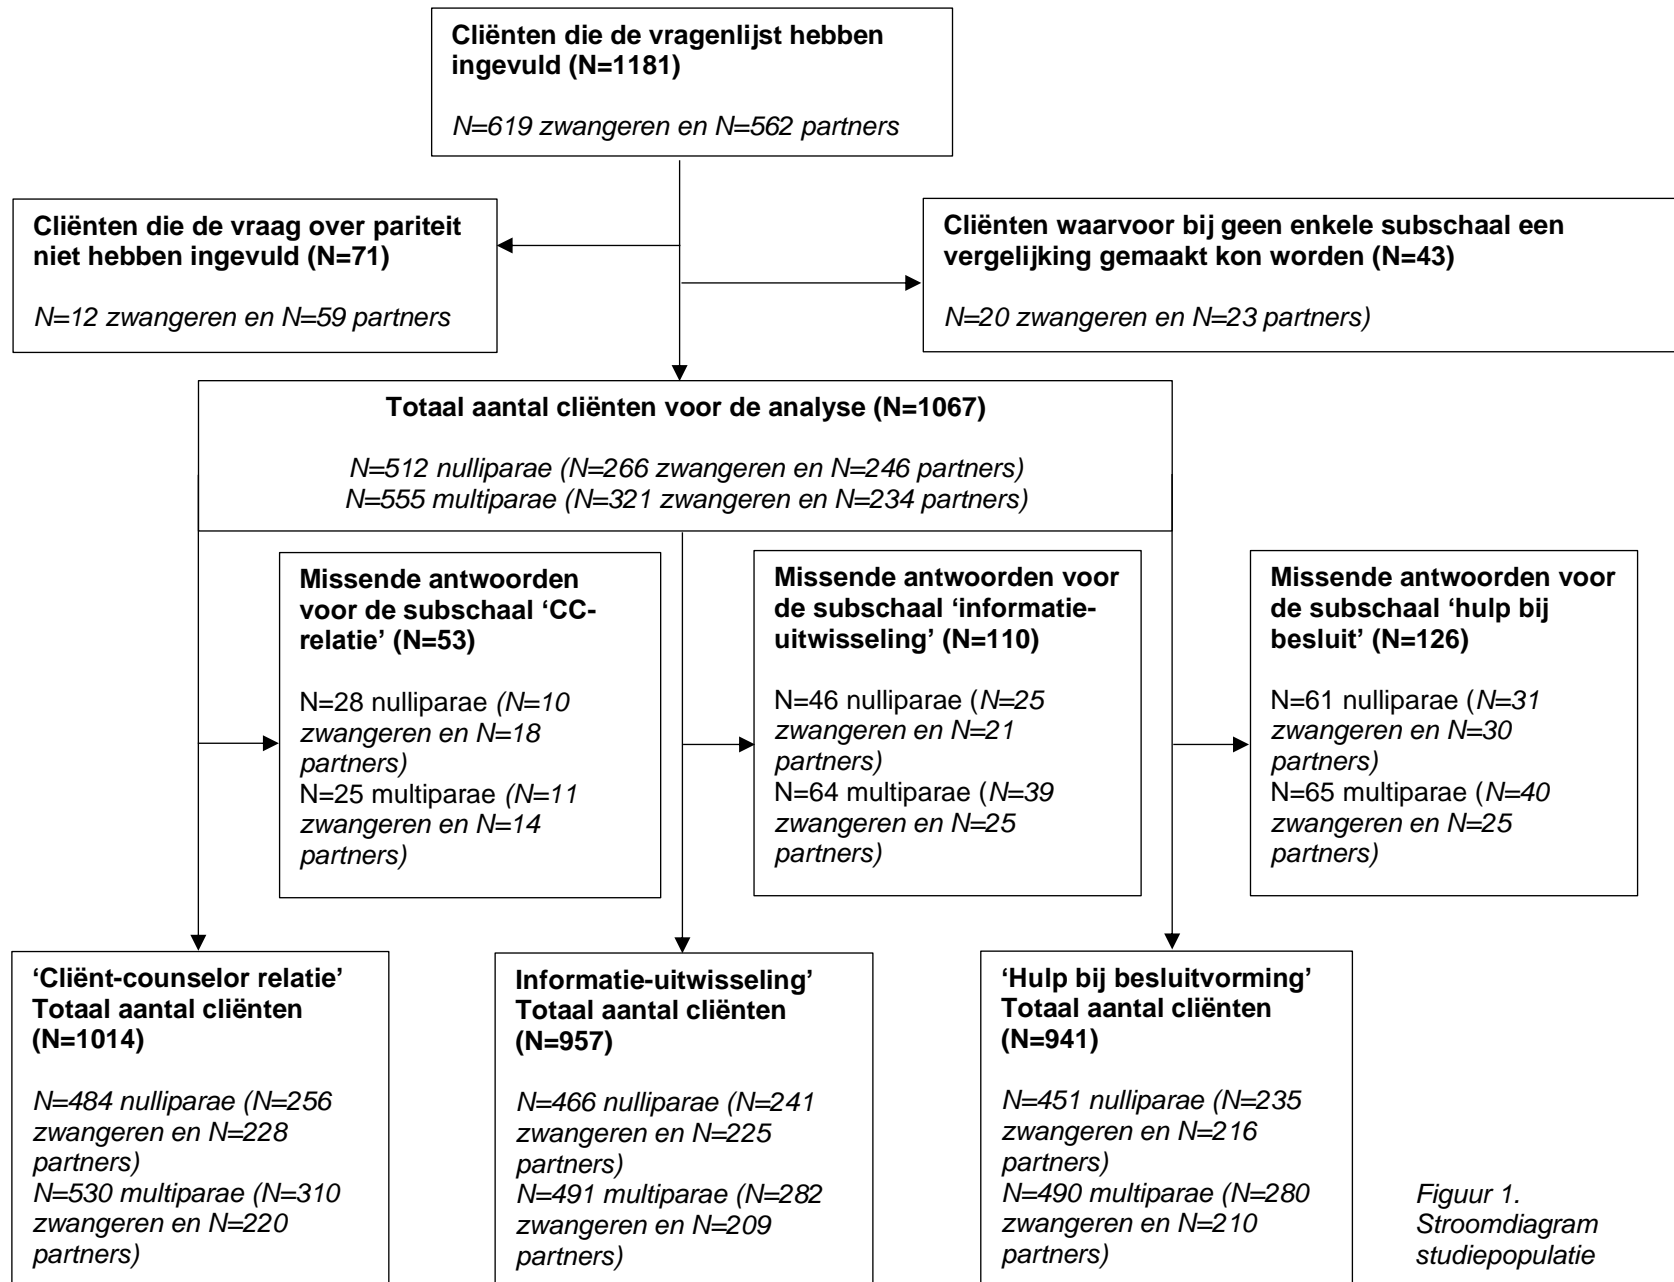 Cliënten die de vragenlijst hebben
ingevuld (N=1181)
N=619 zwangeren en N=562 partners
Cliënten die de vraag over pariteit
niet hebben ingevuld (N=71)
N=12 zwangeren en N=59 partners
Cliënten waarvoor bij geen enkele subschaal een
vergelijking gemaakt kon worden (N=43)
N=20 zwangeren en N=23 partners)
Totaal aantal cliënten voor de analyse (N=1067)
N=512 nulliparae (N=266 zwangeren en N=246 partners)
N=555 multiparae (N=321 zwangeren en N=234 partners)
Missende antwoorden
voor de subschaal ‘CC-
relatie’ (N=53)
N=28 nulliparae (N=10
zwangeren en N=18
partners)
N=25 multiparae (N=11
zwangeren en N=14
partners)
Missende antwoorden voor
de subschaal ‘informatie-
uitwisseling’ (N=110)
N=46 nulliparae (N=25
zwangeren en N=21
partners)
N=64 multiparae (N=39
zwangeren en N=25
partners)
Missende antwoorden voor
de subschaal ‘hulp bij
besluit’ (N=126)
N=61 nulliparae (N=31
zwangeren en N=30
partners)
N=65 multiparae (N=40
zwangeren en N=25
partners)
‘Cliënt-counselor relatie’
Totaal aantal cliënten
(N=1014)
N=484 nulliparae (N=256
zwangeren en N=228
partners)
N=530 multiparae (N=310
zwangeren en N=220
partners)
Informatie-uitwisseling’
Totaal aantal cliënten
(N=957)
N=466 nulliparae (N=241
zwangeren en N=225
partners)
N=491 multiparae (N=282
zwangeren en N=209
partners)
‘Hulp bij besluitvorming’
Totaal aantal cliënten
(N=941)
N=451 nulliparae (N=235
zwangeren en N=216
partners)
N=490 multiparae (N=280
zwangeren en N=210
partners)
Figuur 1.
Stroomdiagram
studiepopulatie